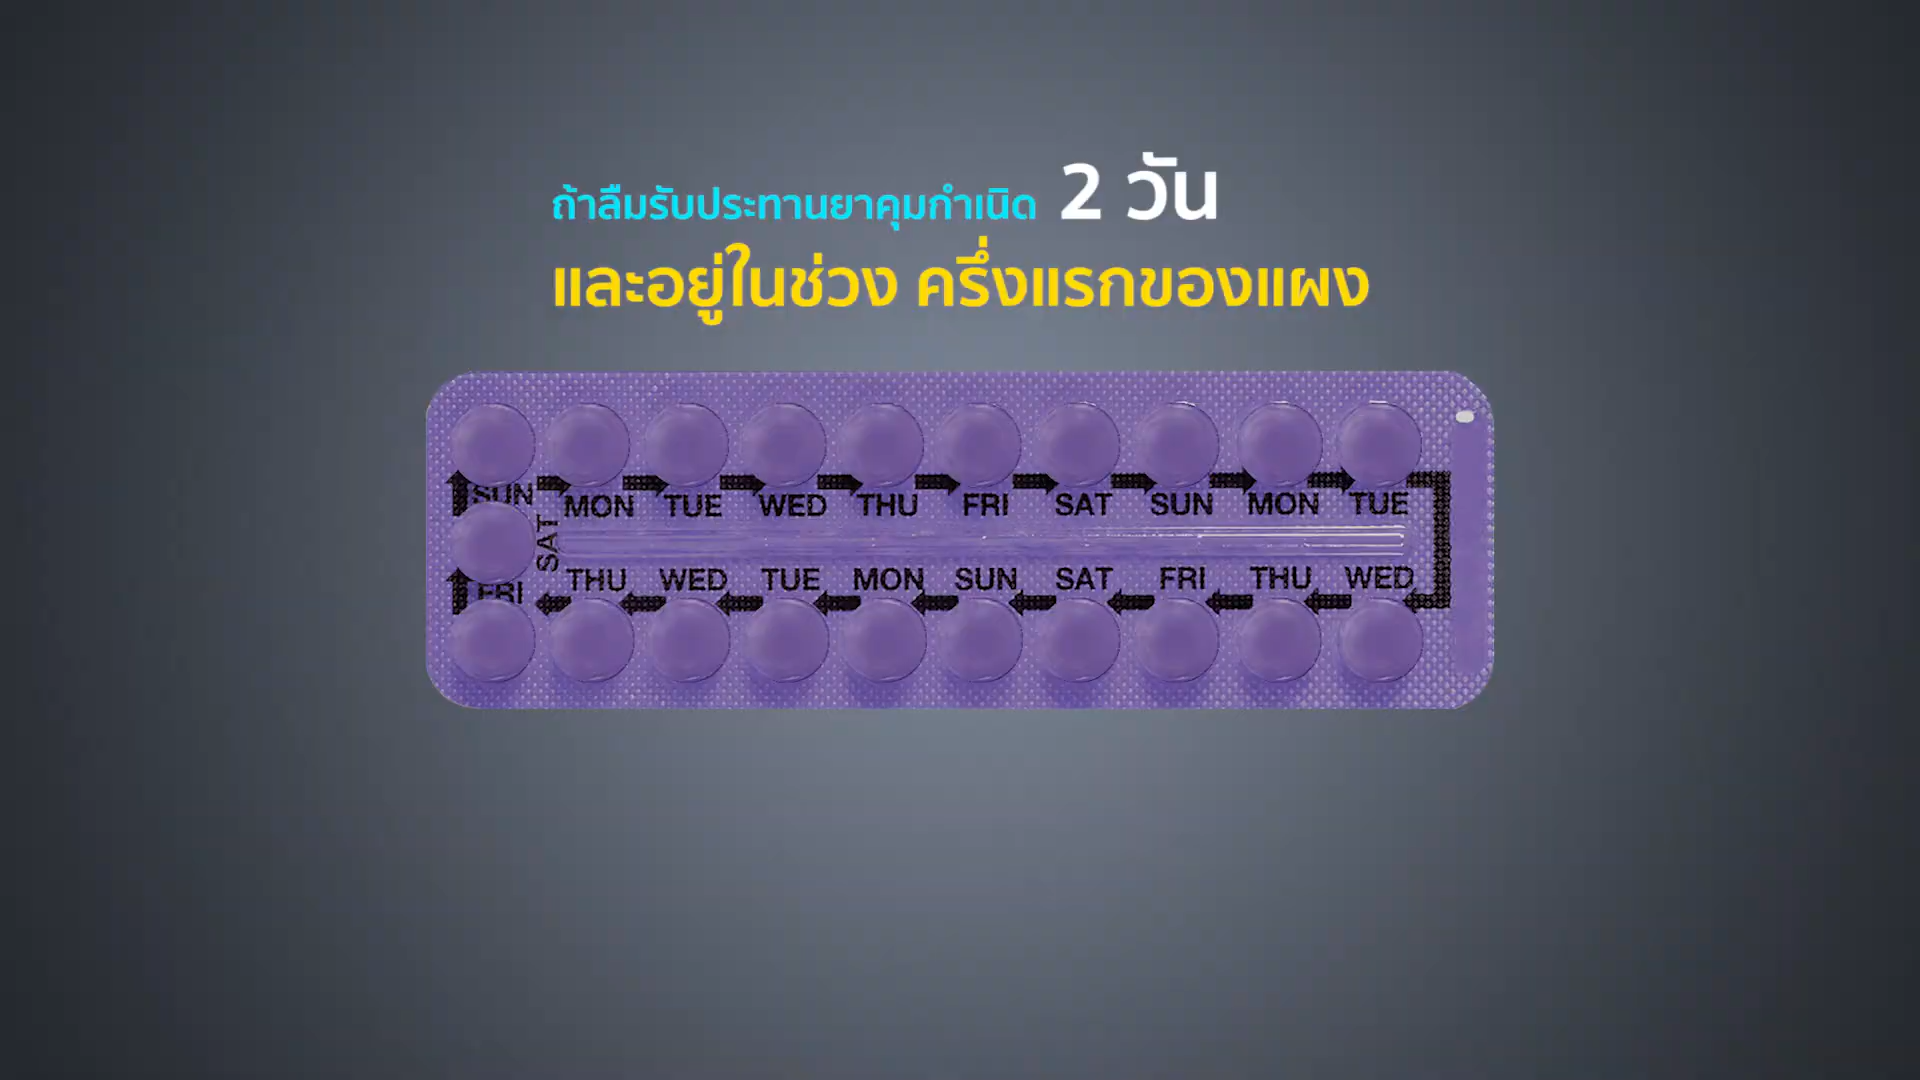 ถ้าลืมรับประทานยาคุมกำเนิด 2 วัน
และอยู่ในช่วง ครึ่งแรกของแผง
SUN MON TUE WED THU FRI SAT SUN MON TUE
SAT
FRI THU WED TUE MON SUN SAT FRI THU WED